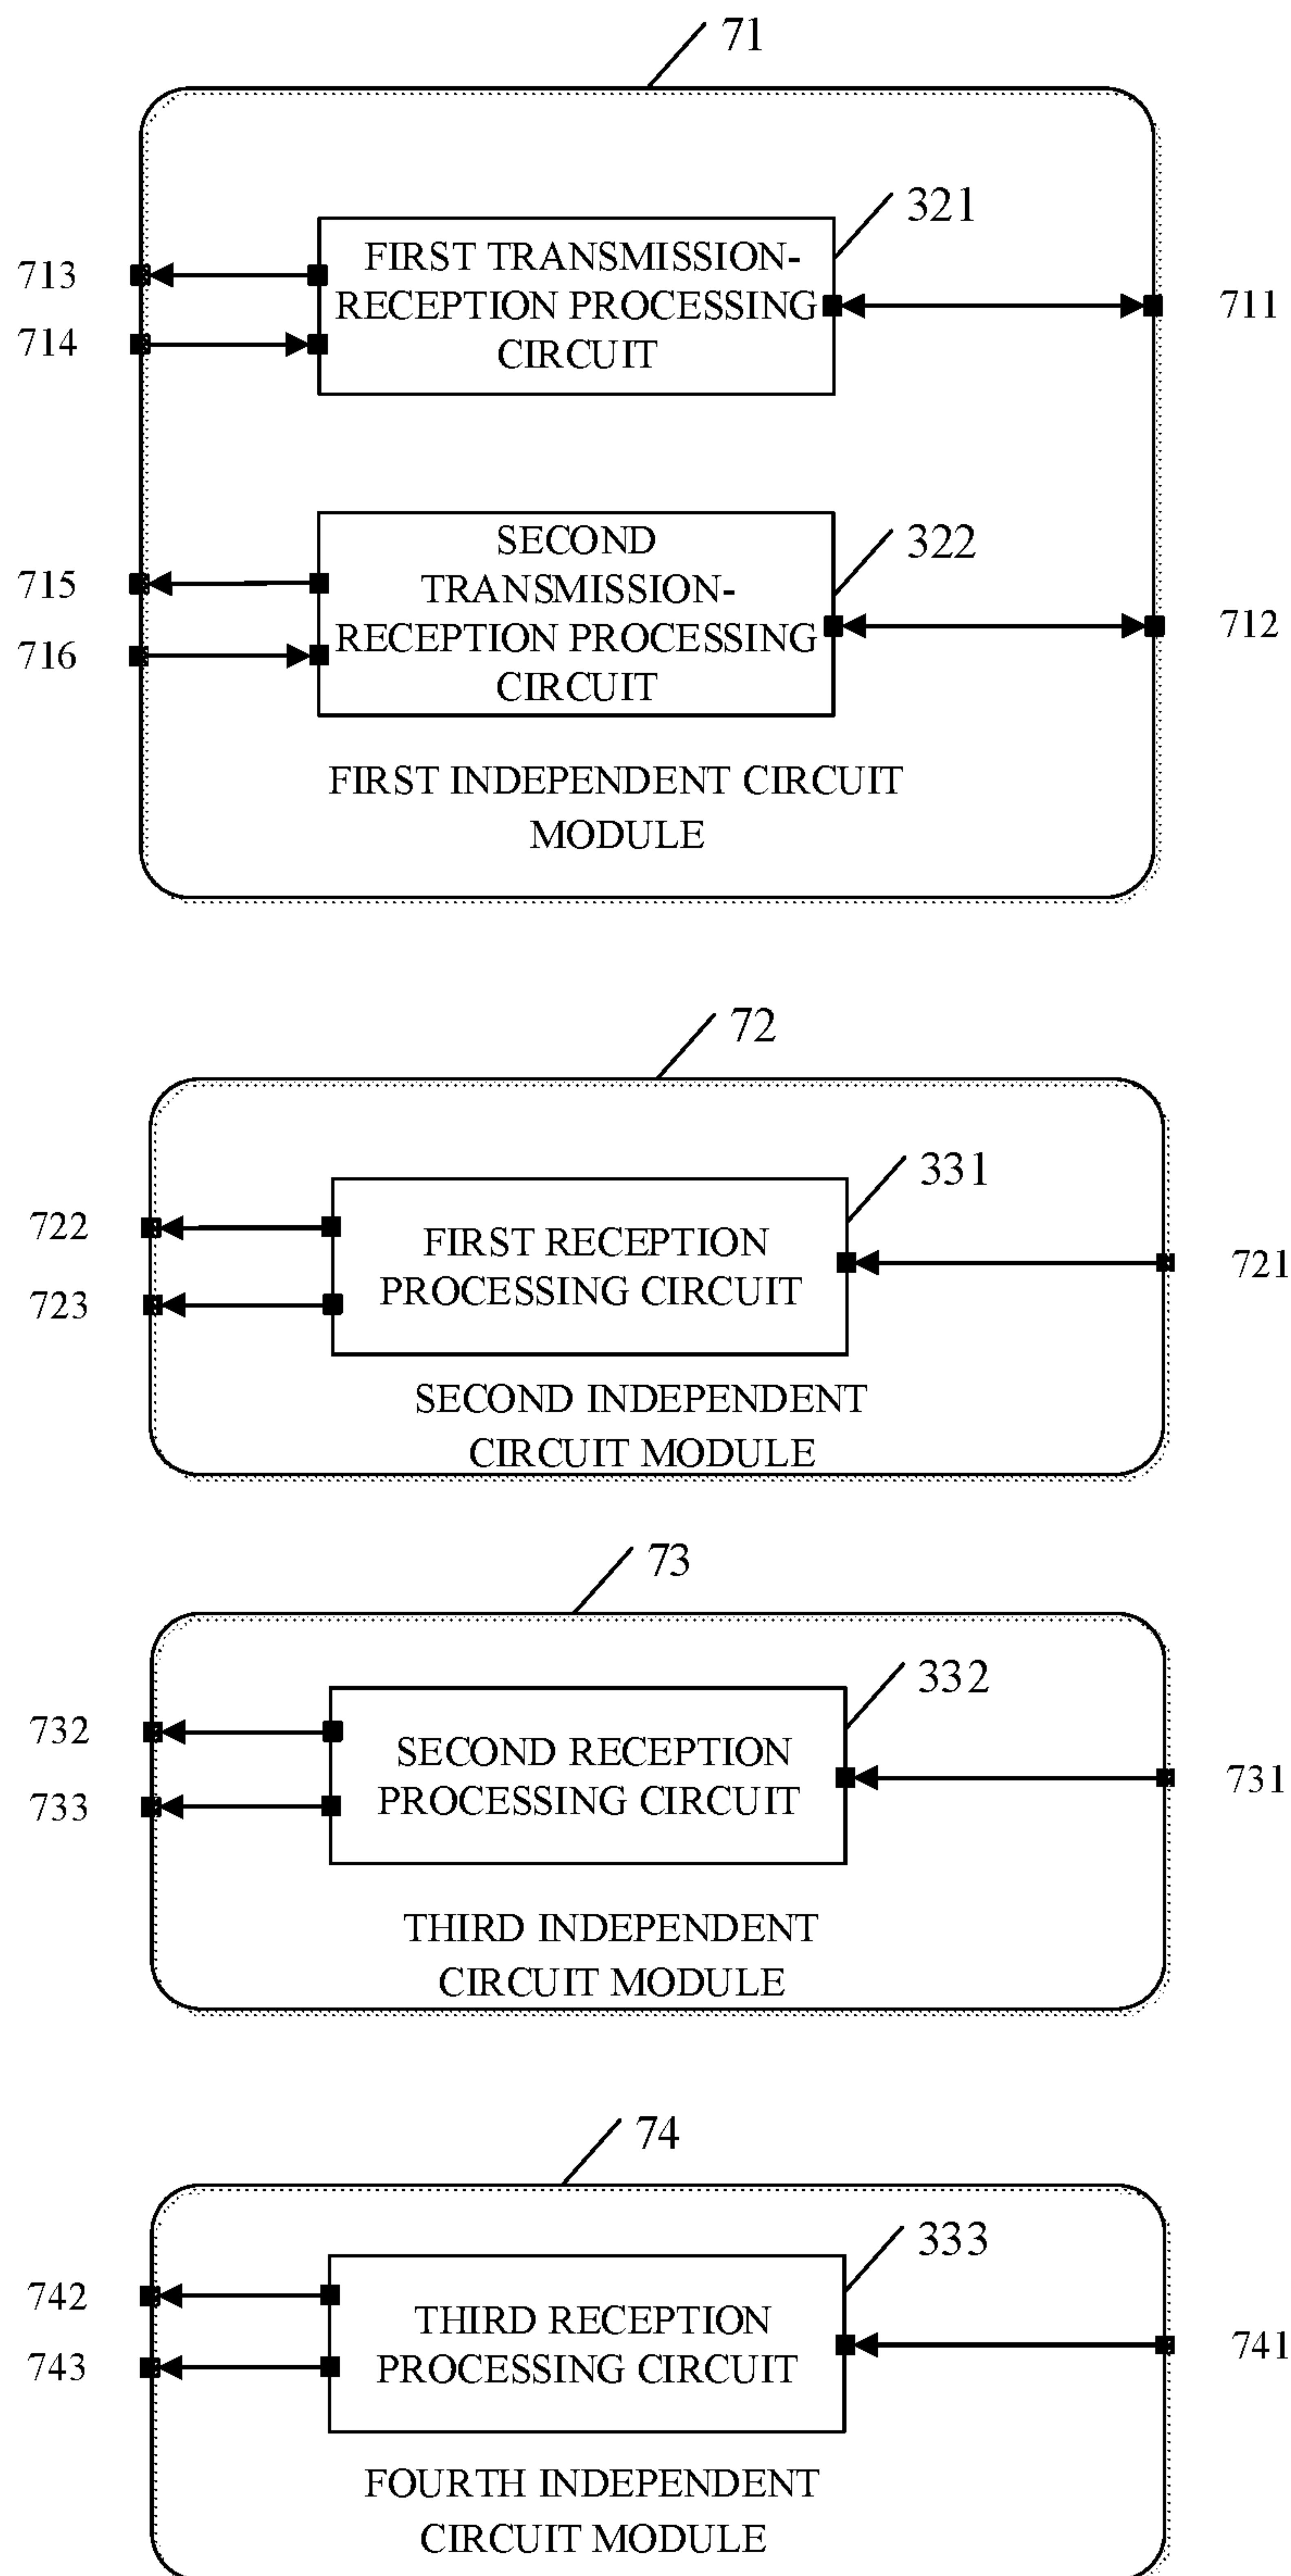 71
321
FIRST TRANSMISSION-
RECEPTION PROCESSING
CIRCUIT
713
714
711
322
SECOND
TRANSMISSION-
RECEPTION PROCESSING
CIRCUIT
715
716
712
FIRST INDEPENDENT CIRCUIT
MODULE
72
331
FIRST RECEPTION
PROCESSING CIRCUIT
722
723
721
SECOND INDEPENDENT
CIRCUIT MODULE
73
332
SECOND RECEPTION
PROCESSING CIRCUIT
732
733
731
THIRD INDEPENDENT
CIRCUIT MODULE
74
333
THIRD RECEPTION
PROCESSING CIRCUIT
742
743
741
FOURTH INDEPENDENT
CIRCUIT MODULE